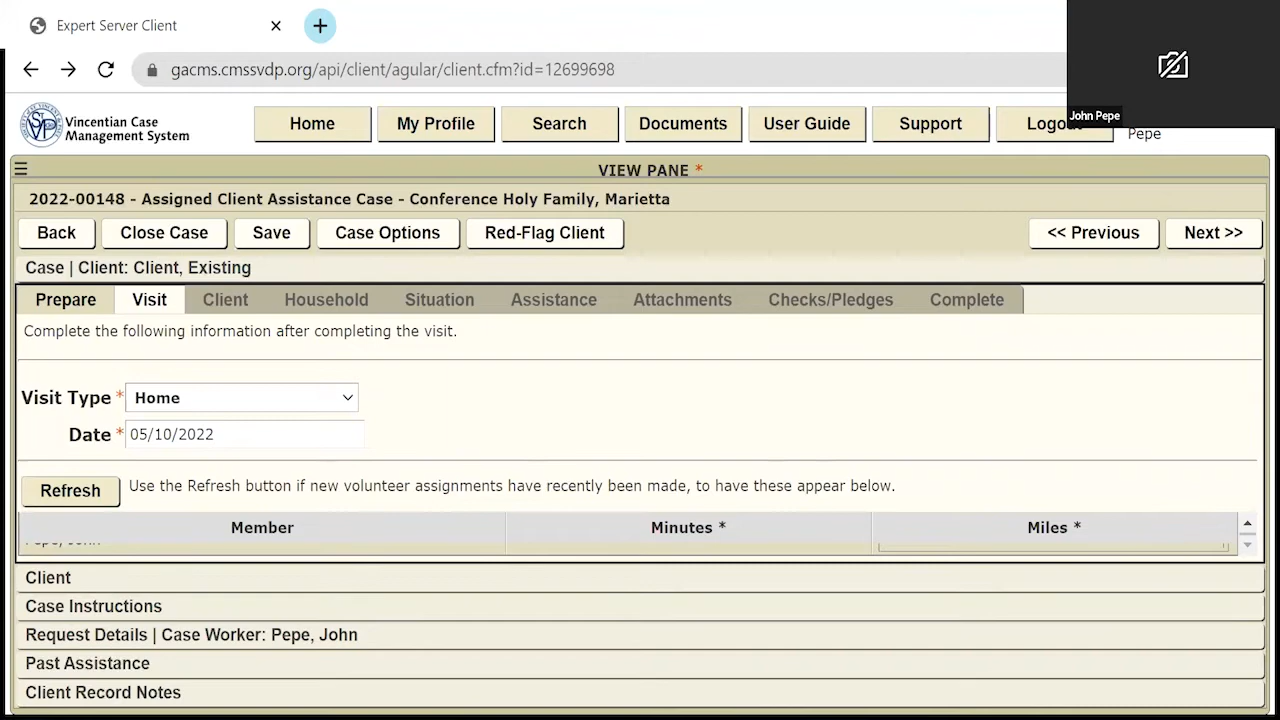 Expert Server Client
gacms.cmssvdp.org/api/client/agular/client.cfm?id=12699698
John Pepe
Pepe
SVP
Vincentian Case
Management System
Home
My Profile
Search
Documents
User Guide
Support
VIEW PANE *
2022-00148 - Assigned Client Assistance Case - Conference Holy Family, Marietta
Back
Close Case
Save
Case Options
Red-Flag Client
<< Previous
Next >>
Case | Client: Client, Existing
Prepare
Visit
Client
Household
Situation
Assistance
Attachments
Checks/Pledges
Complete
Complete the following information after completing the visit.
Visit Type * Home
Date * 05/10/2022
Refresh
Use the Refresh button if new volunteer assignments have recently been made, to have these appear below.
Member
Minutes *
Miles *
Pepe, John
Client
Case Instructions
Request Details | Case Worker: Pepe, John
Past Assistance
Client Record Notes